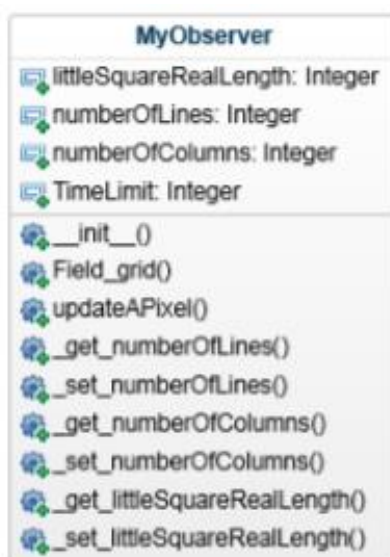 MyObserver
littleSquareRealLength: Integer
numberOfLines: Integer
numberOfColumns: Integer
TimeLimit: Integer
__init__()
Field_grid()
updateAPixel()
_get_numberOfLines()
_set_numberOfLines()
_get_numberOfColumns()
_set_numberOfColumns()
_get_littleSquareRealLength()
_set_littleSquareRealLength()